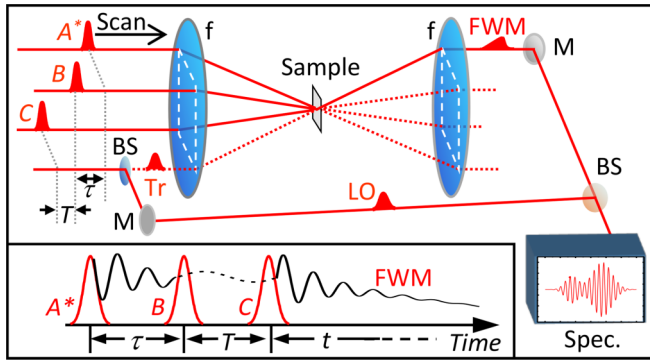 A* Scan f FWM M
B Sample
C
BS BS
τ Tr LO
T M
FWM
A* B C
τ T t Time Spec.